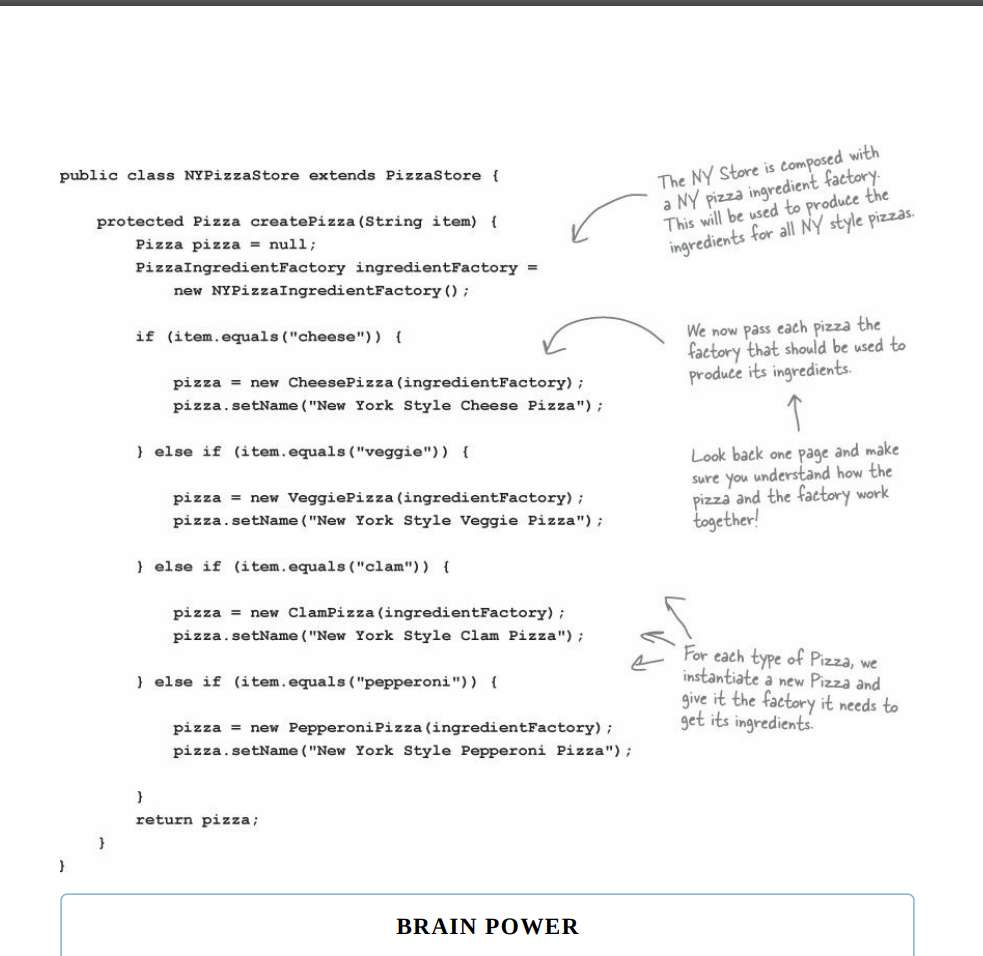 public class NYPizzaStore extends PizzaStore {
protected Pizza createPizza(String item) {
Pizza pizza = null;
PizzaIngredientFactory ingredientFactory =
new NYPizzaIngredientFactory();
if (item.equals("cheese")) {
pizza = new CheesePizza(ingredientFactory);
pizza.setName("New York Style Cheese Pizza");
} else if (item.equals("veggie")) {
pizza = new VeggiePizza(ingredientFactory);
pizza.setName("New York Style Veggie Pizza");
} else if (item.equals("clam")) {
pizza = new ClamPizza(ingredientFactory);
pizza.setName("New York Style Clam Pizza");
} else if (item.equals("pepperoni")) {
pizza = new PepperoniPizza(ingredientFactory);
pizza.setName("New York Style Pepperoni Pizza");
}
return pizza;
}
}
The NY Store is composed with
a NY pizza ingredient factory.
This will be used to produce the
ingredients for all NY style pizzas.
We now pass each pizza the
factory that should be used to
produce its ingredients.
Look back one page and make
sure you understand how the
pizza and the factory work
together!
For each type of Pizza, we
instantiate a new Pizza and
give it the factory it needs to
get its ingredients.
BRAIN POWER